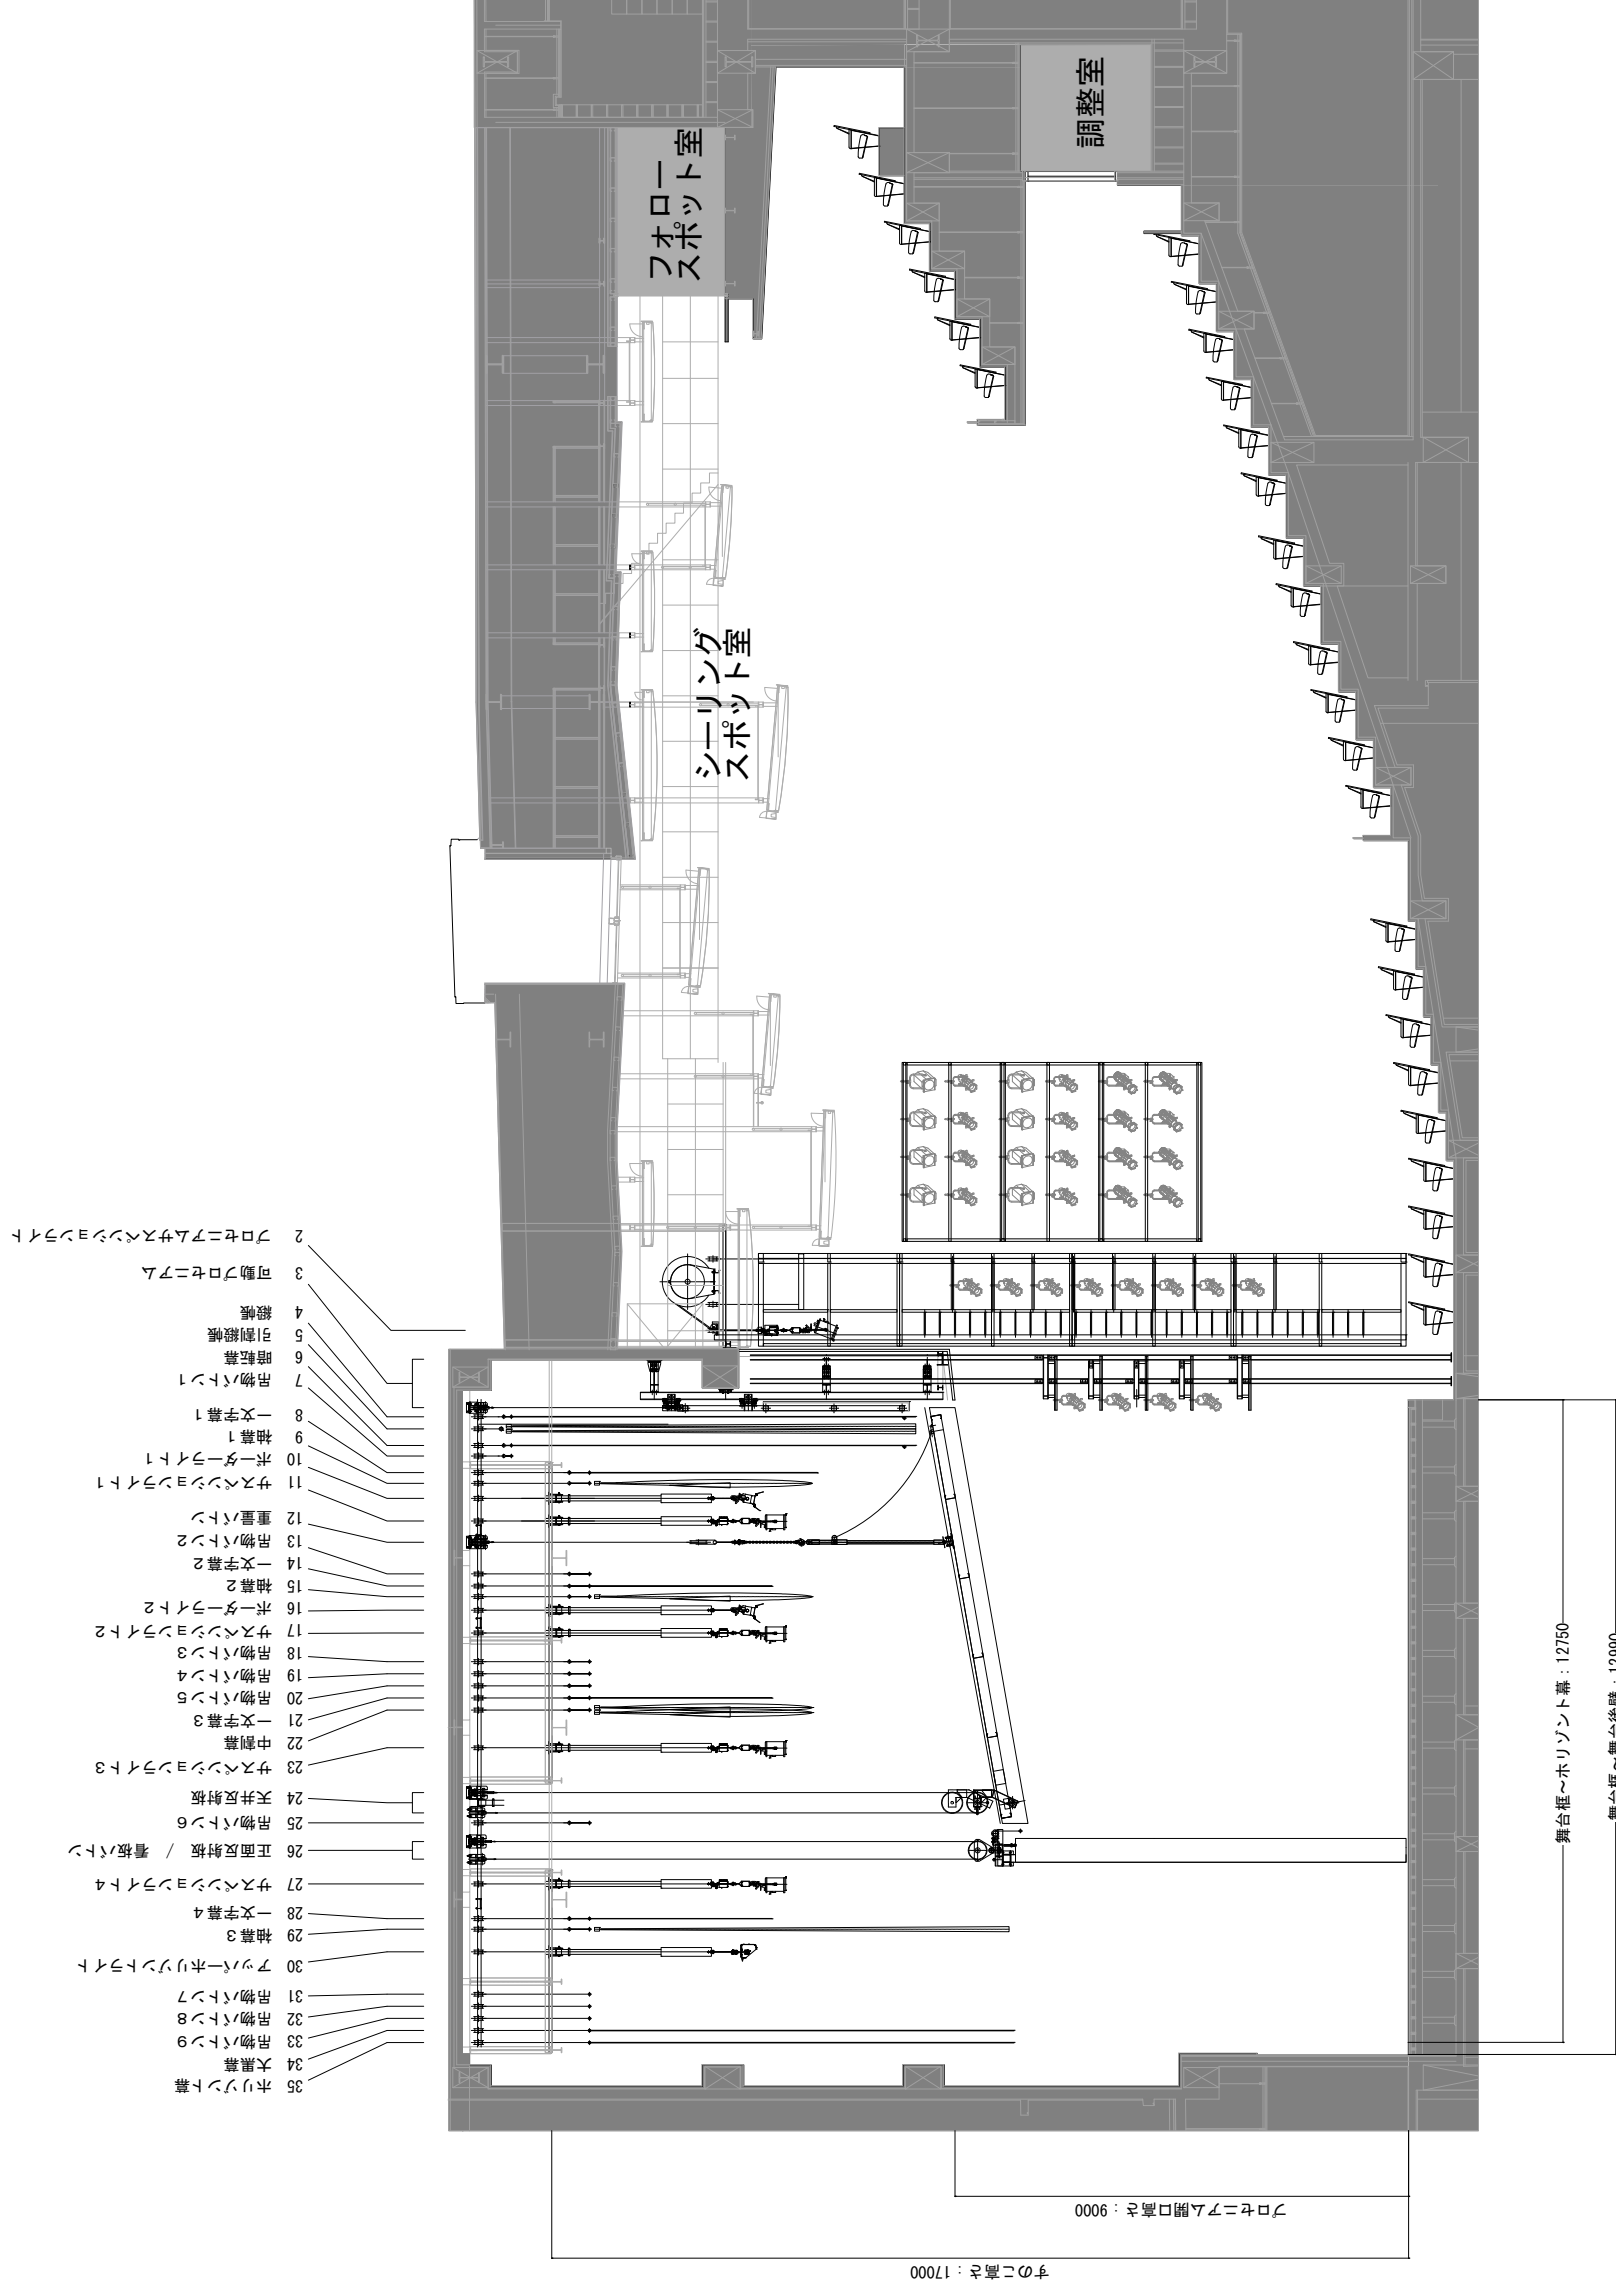 フォロー
スポット室
調整室
シーリング
スポット室
2 プロセニアムサスペンションライト
3 可動プロセニアム
4 緞帳
5 引割緞帳
6 暗転幕
7 吊物バトン1
8 一文字幕1
9 袖幕1
10 ボーダーライト1
11 サスペンションライト1
12 重量バトン
13 吊物バトン2
14 一文字幕2
15 袖幕2
16 ボーダーライト2
17 サスペンションライト2
18 吊物バトン3
19 吊物バトン4
20 吊物バトン5
21 一文字幕3
22 中割幕
23 サスペンションライト3
24 天井反射板
25 吊物バトン6
26 正面反射板 / 看板バトン
27 サスペンションライト4
28 一文字幕4
29 袖幕3
30 アッパーホリゾントライト
31 吊物バトン7
32 吊物バトン8
33 吊物バトン9
34 大黒幕
35 ホリゾント幕
舞台框～ホリゾント幕：12750
プロセニアム開口高さ：9000
すのこ高さ：17000